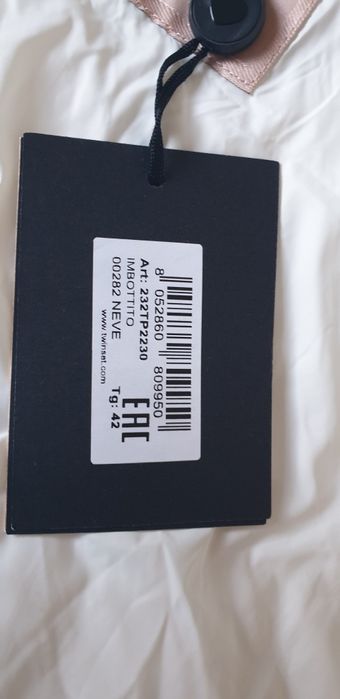 8 052860 809950
Art: 232TP2230
IMBOTTITO
00282 NEVE
EAC
Tg: 42
www.twinset.com